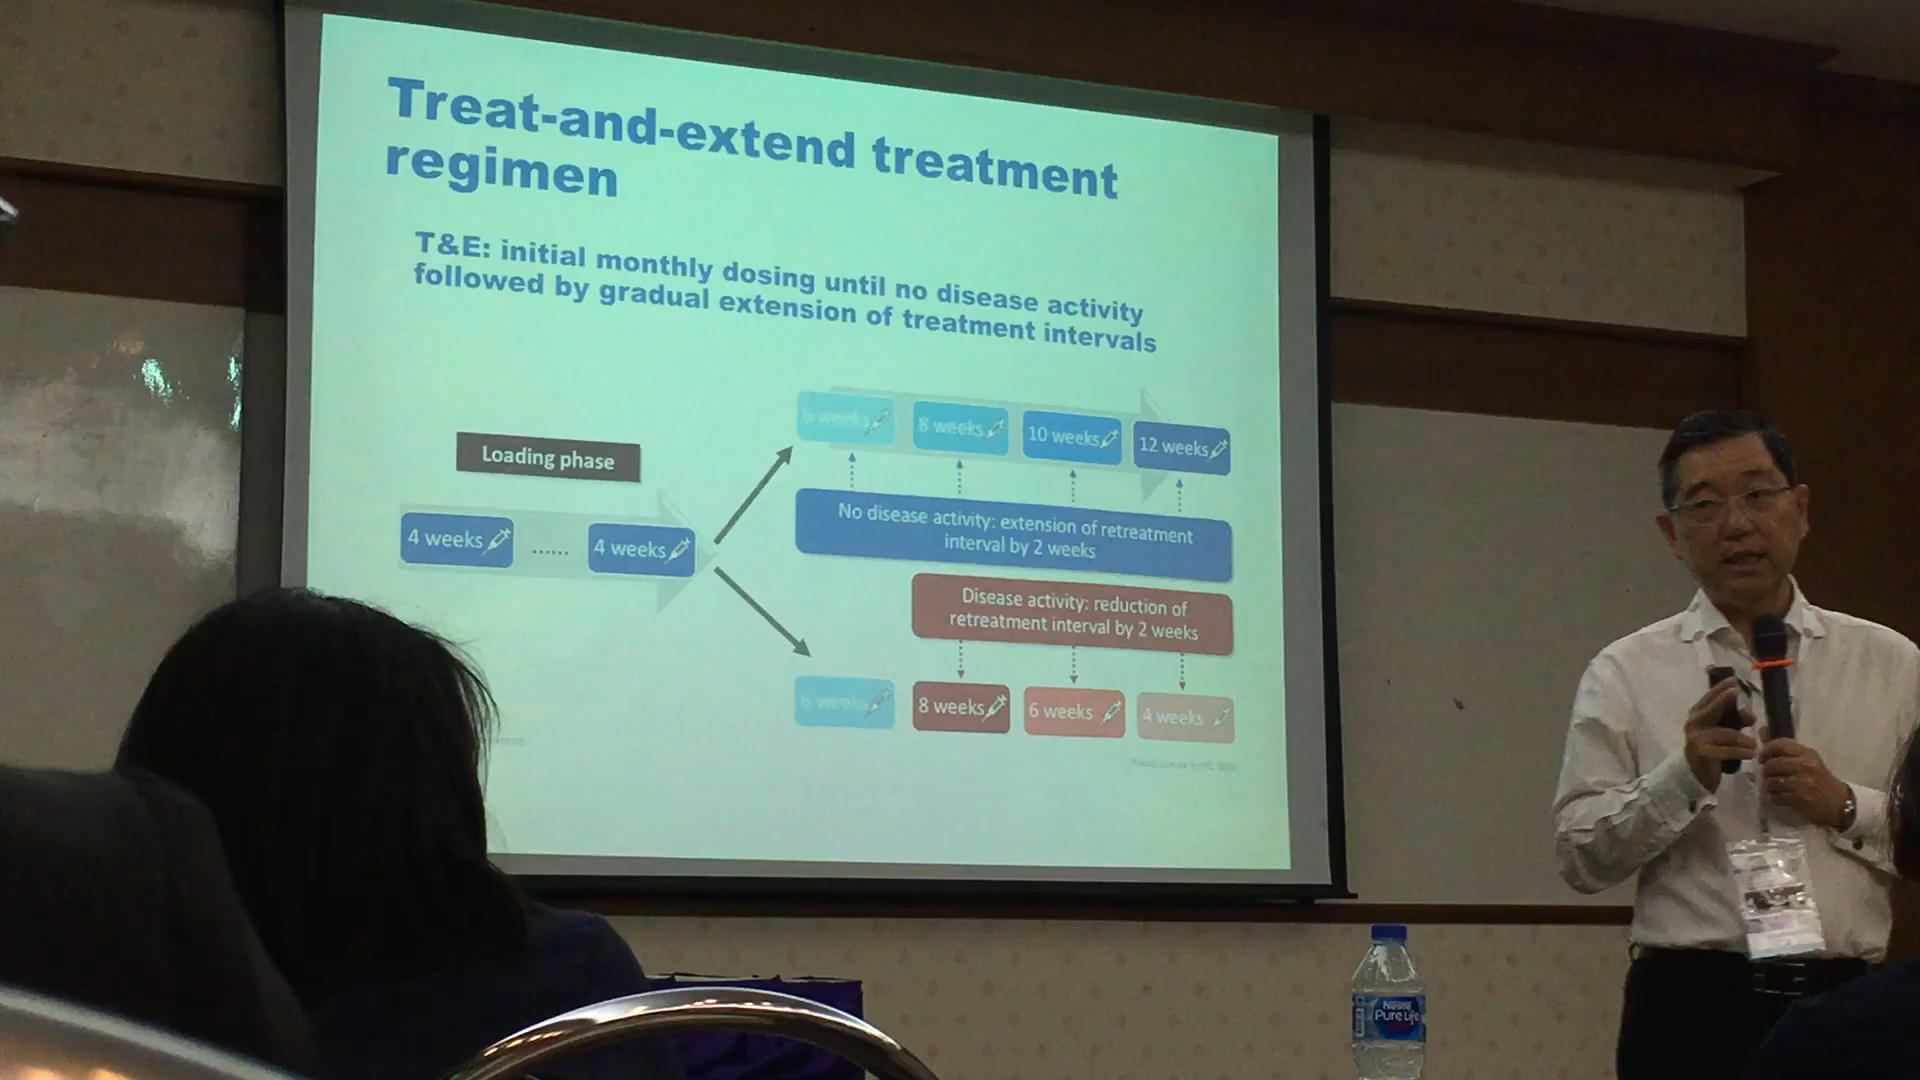 Treat-and-extend treatment
regimen
T&E: initial monthly dosing until no disease activity
followed by gradual extension of treatment intervals
Loading phase
4 weeks
......
4 weeks
6 weeks
8 weeks
10 weeks
12 weeks
No disease activity: extension of retreatment
interval by 2 weeks
Disease activity: reduction of
retreatment interval by 2 weeks
6 weeks
8 weeks
6 weeks
4 weeks
Nestle
Pure Life